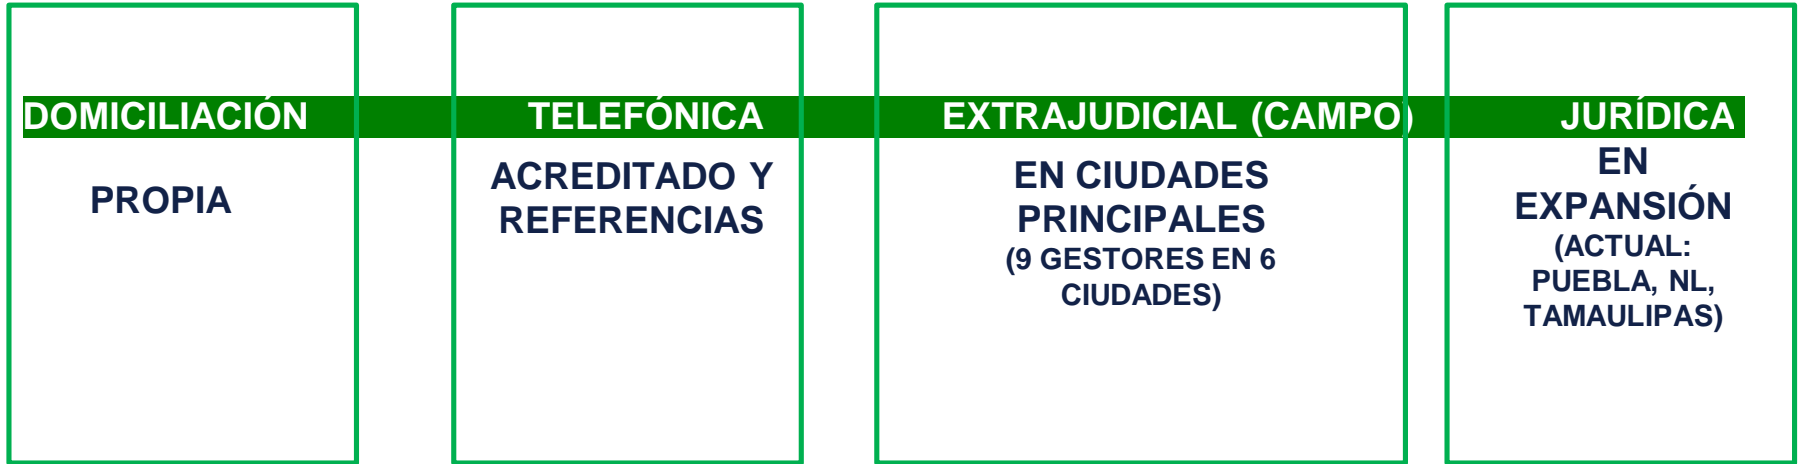 DOMICILIACIÓN TELEFÓNICA EXTRAJUDICIAL (CAMPO) JURÍDICA
PROPIA
ACREDITADO Y
REFERENCIAS
EN CIUDADES
PRINCIPALES
(9 GESTORES EN 6
CIUDADES)
EN
EXPANSIÓN
(ACTUAL:
PUEBLA, NL,
TAMAULIPAS)